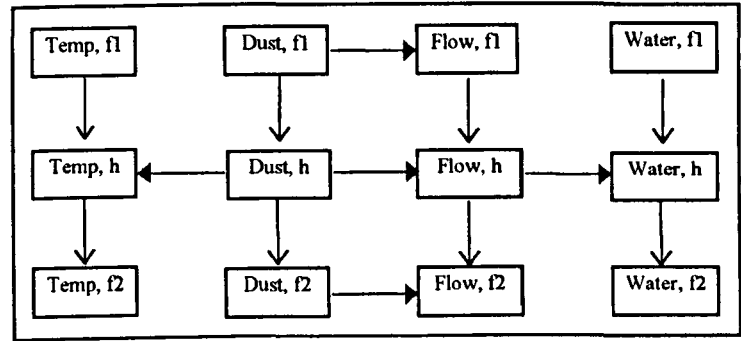 Temp, f1
Dust, f1
Flow, f1
Water, f1
Temp, h
Dust, h
Flow, h
Water, h
Temp, f2
Dust, f2
Flow, f2
Water, f2